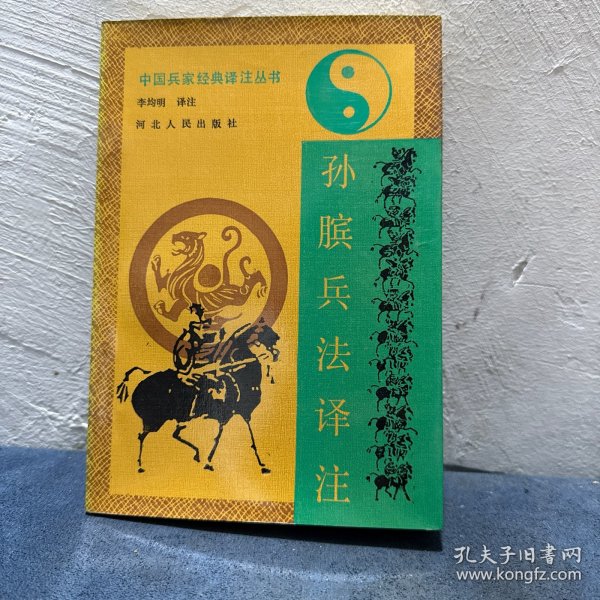 中国兵家经典译注丛书
李均明 译注
河北人民出版社
孙膑兵法译注
孔夫子旧书网
www.kongfz.com